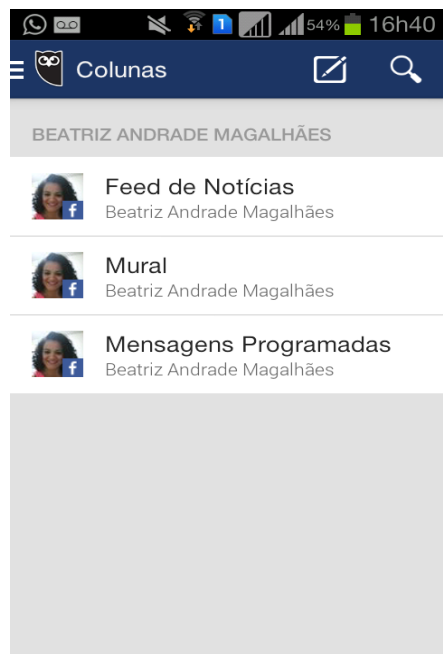 1 54% 16h40
Colunas
BEATRIZ ANDRADE MAGALHÃES
Feed de Notícias
Beatriz Andrade Magalhães
Mural
Beatriz Andrade Magalhães
Mensagens Programadas
Beatriz Andrade Magalhães